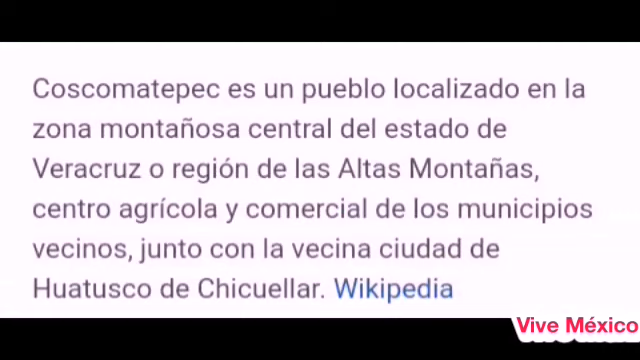 Coscomatepec es un pueblo localizado en la
zona montañosa central del estado de
Veracruz o región de las Altas Montañas,
centro agrícola y comercial de los municipios
vecinos, junto con la vecina ciudad de
Huatusco de Chicuellar. Wikipedia
Vive México